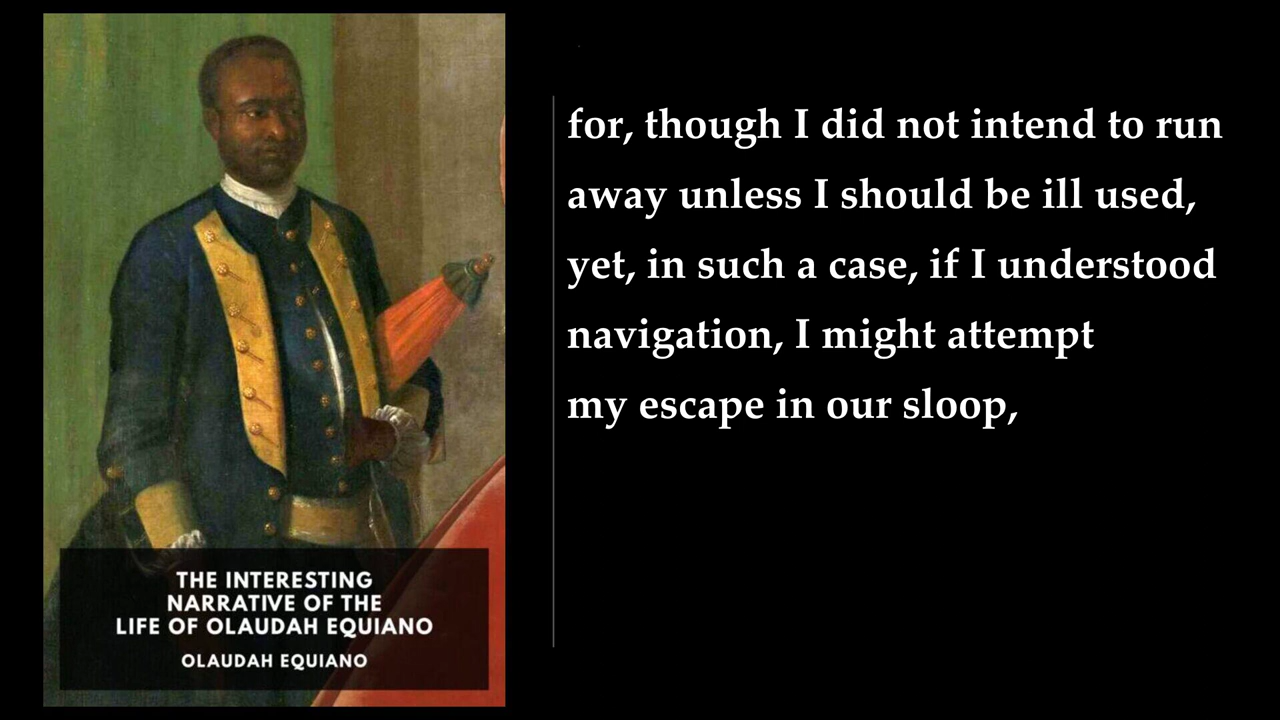 for, though I did not intend to run
away unless I should be ill used,
yet, in such a case, if I understood
navigation, I might attempt
my escape in our sloop,
THE INTERESTING
NARRATIVE OF THE
LIFE OF OLAUDAH EQUIANO
OLAUDAH EQUIANO